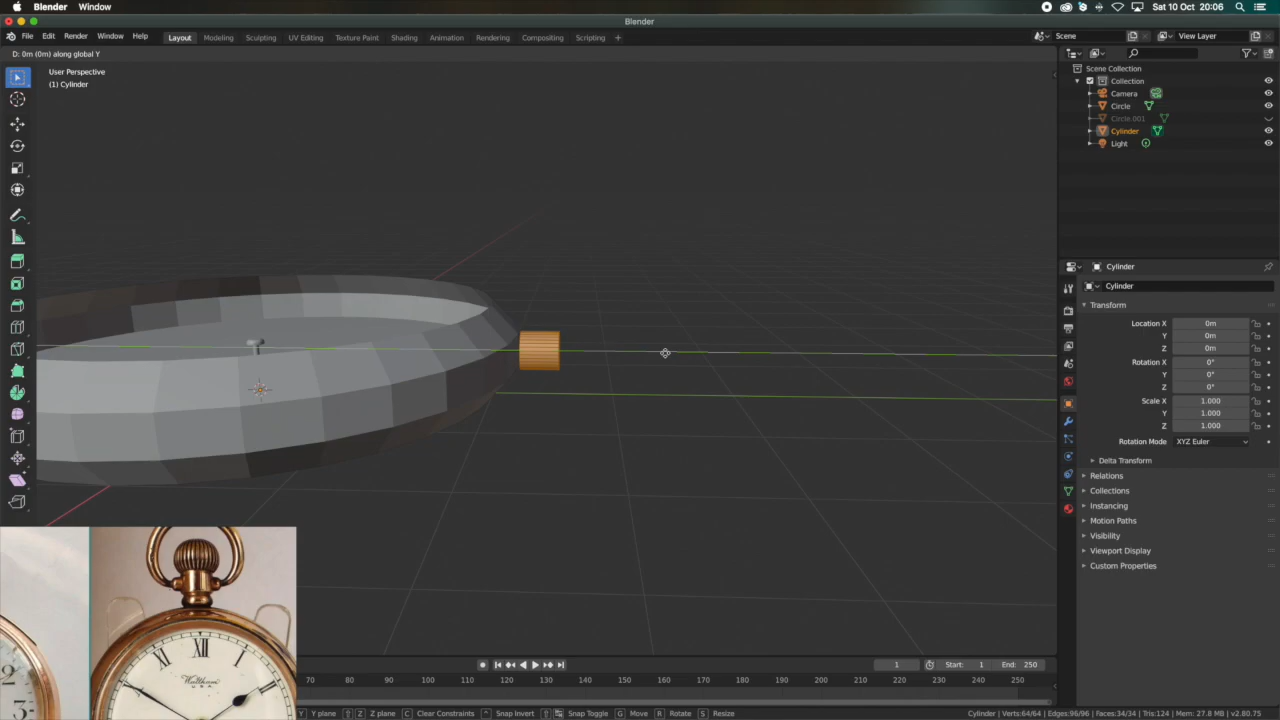 Blender Window
Sat 10 Oct 20:06
Blender
File Edit Render Window Help
Layout Modeling Sculpting UV Editing Texture Paint Shading Animation Rendering Compositing Scripting +
Scene
View Layer
D: 0m (0m) along global Y
User Perspective
(1) Cylinder
Scene Collection
Collection
Camera
Circle
Circle.001
Cylinder
Light
Cylinder
Cylinder
Transform
Location X 0m
Y 0m
Z 0m
Rotation X 0°
Y 0°
Z 0°
Scale X 1.000
Y 1.000
Z 1.000
Rotation Mode XYZ Euler
Delta Transform
Relations
Collections
Instancing
Motion Paths
Visibility
Viewport Display
Custom Properties
XI XII I
Waltham
1 Start: 1 End: 250
70 80 90 100 110 120 130 140 150 160 170 180 190 200 210 220 230 240 250
Y Y plane Z Z plane C Clear Constraints ^ Snap Invert Snap Toggle G Move R Rotate S Resize
Cylinder | Verts:64/64 | Edges:96/96 | Faces:34/34 | Tris:124 | Mem: 27.8 MB | v2.80.75